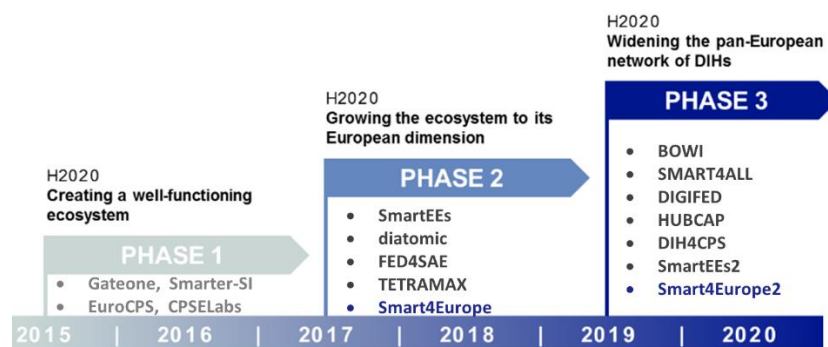 H2020
Creating a well-functioning
ecosystem
PHASE 1
• Gateone, Smarter-SI
• EuroCPS, CPSELabs
H2020
Growing the ecosystem to its
European dimension
PHASE 2
• SmartEEs
• diatomic
• FED4SAE
• TETRAMAX
• Smart4Europe
H2020
Widening the pan-European
network of DIHs
PHASE 3
• BOWI
• SMART4ALL
• DIGIFED
• HUBCAP
• DIH4CPS
• SmartEEs2
• Smart4Europe2
2015 | 2016 | 2017 | 2018 | 2019 | 2020